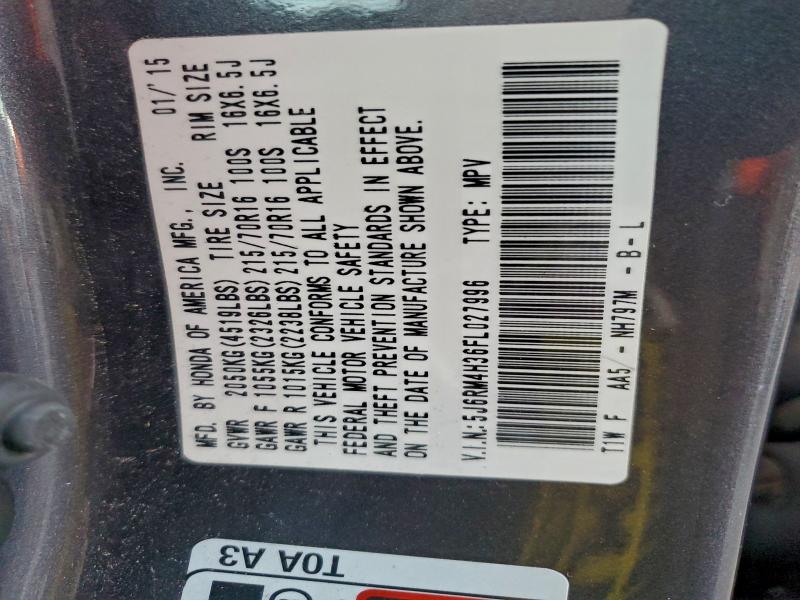 MFD. BY HONDA OF AMERICA MFG., INC. 01/'15
GVWR 2050KG(4519LBS) TIRE SIZE RIM SIZE
GAWR F 1055KG(2326LBS)215/70R16 100S 16X6.5J
GAWR R 1015KG(2238LBS)215/70R16 100S 16X6.5J
THIS VEHICLE CONFORMS TO ALL APPLICABLE
FEDERAL MOTOR VEHICLE SAFETY
AND THEFT PREVENTION STANDARDS IN EFFECT
ON THE DATE OF MANUFACTURE SHOWN ABOVE.
V.I.N.:5J6RM4H36FL027996 TYPE: MPV
T1W F AA5/- NH797M - B - L
T0A A3